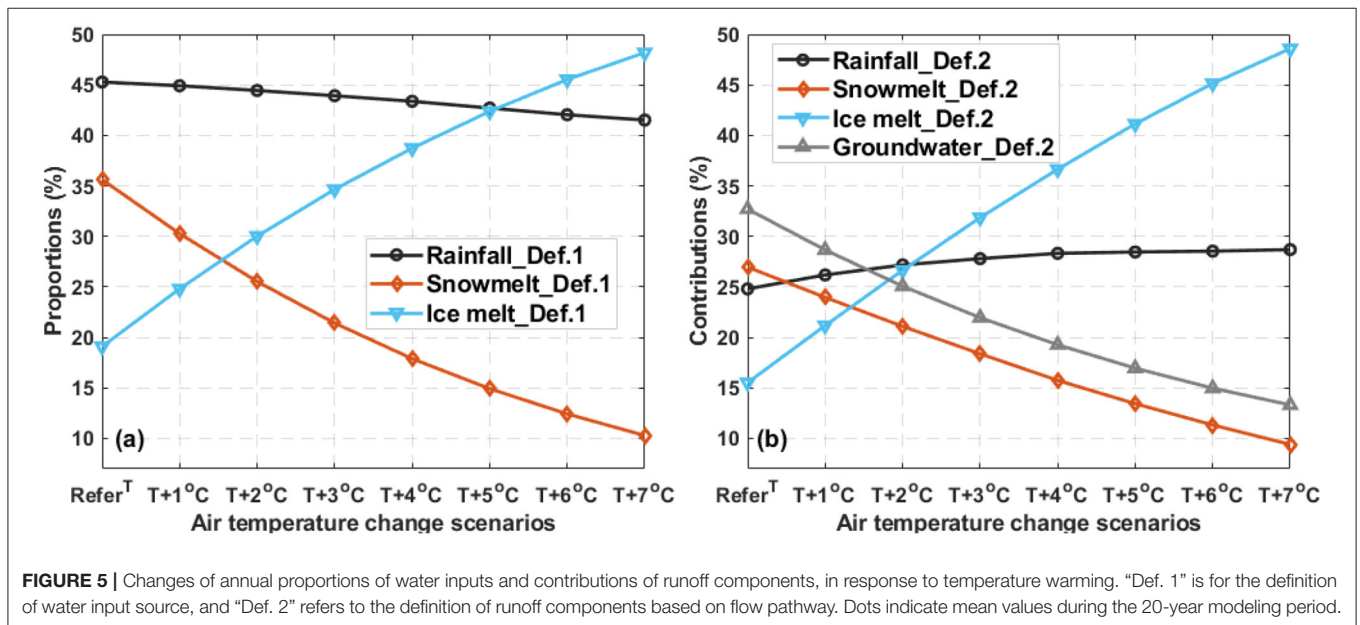 50
45
40
35
30
25
20
15
10
Proportions (%)
Rainfall_Def.1
Snowmelt_Def.1
Ice melt_Def.1
(a)
Refer^T T+1°C T+2°C T+3°C T+4°C T+5°C T+6°C T+7°C
Air temperature change scenarios
50
45
40
35
30
25
20
15
10
Contributions (%)
Rainfall_Def.2
Snowmelt_Def.2
Ice melt_Def.2
Groundwater_Def.2
(b)
Refer^T T+1°C T+2°C T+3°C T+4°C T+5°C T+6°C T+7°C
Air temperature change scenarios
FIGURE 5 | Changes of annual proportions of water inputs and contributions of runoff components, in response to temperature warming. “Def. 1” is for the definition
of water input source, and “Def. 2” refers to the definition of runoff components based on flow pathway. Dots indicate mean values during the 20-year modeling period.